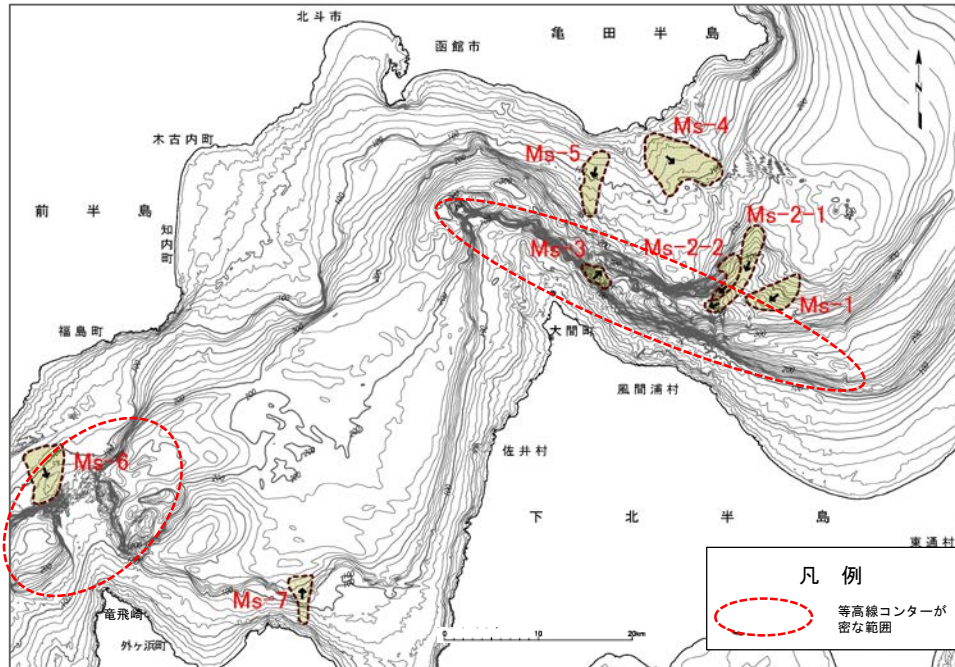 北斗市
函館市
亀 田 半 島
木古内町
Ms-4
Ms-5
N
前 半 島
知内町
Ms-2-1
Ms-3
Ms-2-2
Ms-1
福島町
大間町
風間浦村
佐井村
Ms-6
下 北 半 島
東通村
Ms-7
竜飛崎
外ヶ浜町
0 10 20km
凡 例
等高線コンターが
密な範囲